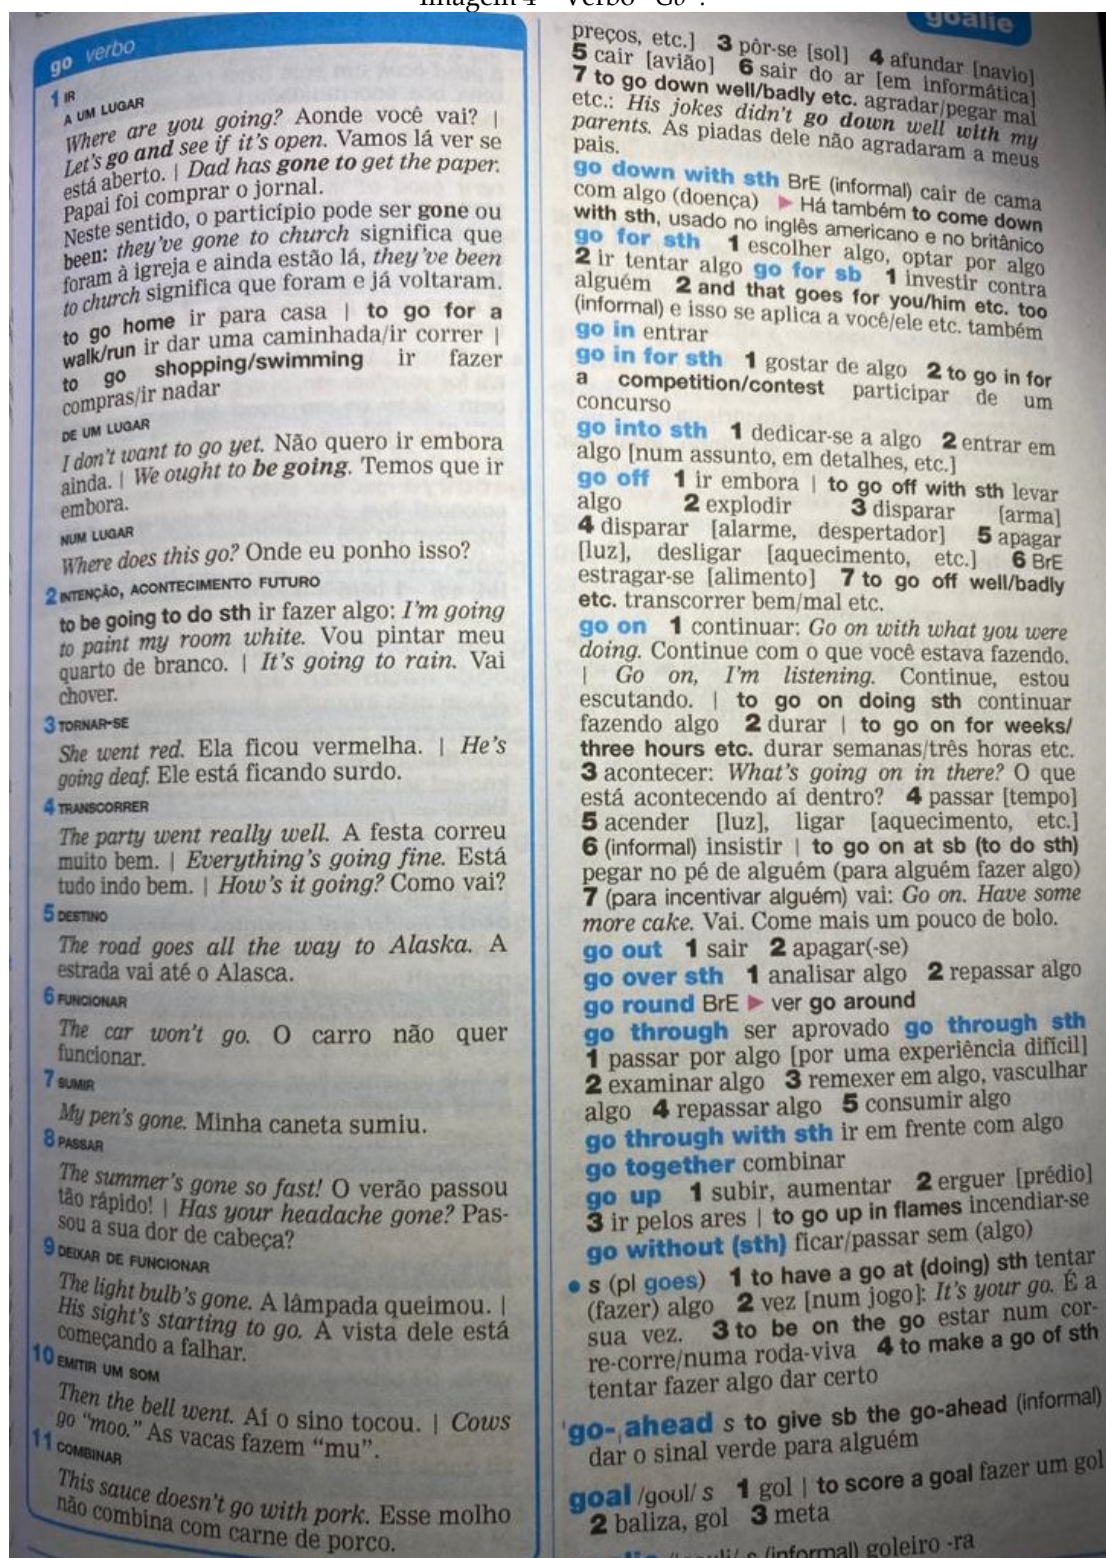 Imagem 4 – Verbo "Go".
go verbo
1 IR
A UM LUGAR
Where are you going? Aonde você vai? |
Let's go and see if it's open. Vamos lá ver se
está aberto. | Dad has gone to get the paper.
Papai foi comprar o jornal.
Neste sentido, o particípio pode ser gone ou
been: they've gone to church significa que
foram à igreja e ainda estão lá, they've been
to church significa que foram e já voltaram.
to go home ir para casa | to go for a
walk/run ir dar uma caminhada/ir correr |
to go shopping/swimming ir fazer
compras/ir nadar
DE UM LUGAR
I don't want to go yet. Não quero ir embora
ainda. | We ought to be going. Temos que ir
embora.
NUM LUGAR
Where does this go? Onde eu ponho isso?
2 INTENÇÃO, ACONTECIMENTO FUTURO
to be going to do sth ir fazer algo: I'm going
to paint my room white. Vou pintar meu
quarto de branco. | It's going to rain. Vai
chover.
3 TORNAR-SE
She went red. Ela ficou vermelha. | He's
going deaf. Ele está ficando surdo.
4 TRANSCORRER
The party went really well. A festa correu
muito bem. | Everything's going fine. Está
tudo indo bem. | How's it going? Como vai?
5 DESTINO
The road goes all the way to Alaska. A
estrada vai até o Alasca.
6 FUNCIONAR
The car won't go. O carro não quer
funcionar.
7 SUMIR
My pen's gone. Minha caneta sumiu.
8 PASSAR
The summer's gone so fast! O verão passou
tão rápido! | Has your headache gone? Pas-
sou a sua dor de cabeça?
9 DEIXAR DE FUNCIONAR
The light bulb's gone. A lâmpada queimou. |
His sight's starting to go. A vista dele está
começando a falhar.
10 EMITIR UM SOM
Then the bell went. Aí o sino tocou. | Cows
go "moo." As vacas fazem "mu".
11 COMBINAR
This sauce doesn't go with pork. Esse molho
não combina com carne de porco.
goalie
preços, etc.] 3 pôr-se [sol] 4 afundar [navio]
5 cair [avião] 6 sair do ar [em informática]
7 to go down well/badly etc. agradar/pegar mal
etc.: His jokes didn't go down well with my
parents. As piadas dele não agradaram a meus
pais.
go down with sth BrE (informal) cair de cama
com algo (doença) ▶ Há também to come down
with sth, usado no inglês americano e no britânico
go for sth 1 escolher algo, optar por algo
2 ir tentar algo go for sb 1 investir contra
alguém 2 and that goes for you/him etc. too
(informal) e isso se aplica a você/ele etc. também
go in entrar
go in for sth 1 gostar de algo 2 to go in for
a competition/contest participar de um
concurso
go into sth 1 dedicar-se a algo 2 entrar em
algo [num assunto, em detalhes, etc.]
go off 1 ir embora | to go off with sth levar
algo 2 explodir 3 disparar [arma]
4 disparar [alarme, despertador] 5 apagar
[luz], desligar [aquecimento, etc.] 6 BrE
estragar-se [alimento] 7 to go off well/badly
etc. transcorrer bem/mal etc.
go on 1 continuar: Go on with what you were
doing. Continue com o que você estava fazendo.
| Go on, I'm listening. Continue, estou
escutando. | to go on doing sth continuar
fazendo algo 2 durar | to go on for weeks/
three hours etc. durar semanas/três horas etc.
3 acontecer: What's going on in there? O que
está acontecendo aí dentro? 4 passar [tempo]
5 acender [luz], ligar [aquecimento, etc.]
6 (informal) insistir | to go on at sb (to do sth)
pegar no pé de alguém (para alguém fazer algo)
7 (para incentivar alguém) vai: Go on. Have some
more cake. Vai. Come mais um pouco de bolo.
go out 1 sair 2 apagar(-se)
go over sth 1 analisar algo 2 repassar algo
go round BrE ▶ ver go around
go through ser aprovado go through sth
1 passar por algo [por uma experiência difícil]
2 examinar algo 3 remexer em algo, vasculhar
algo 4 repassar algo 5 consumir algo
go through with sth ir em frente com algo
go together combinar
go up 1 subir, aumentar 2 erguer [prédio]
3 ir pelos ares | to go up in flames incendiar-se
go without (sth) ficar/passar sem (algo)
● s (pl goes) 1 to have a go at (doing) sth tentar
(fazer) algo 2 vez [num jogo]: It's your go. É a
sua vez. 3 to be on the go estar num cor-
re-corre/numa roda-viva 4 to make a go of sth
tentar fazer algo dar certo
'go-ˌahead s to give sb the go-ahead (informal)
dar o sinal verde para alguém
goal /goʊl/ s 1 gol | to score a goal fazer um gol
2 baliza, gol 3 meta
s (informal) goleiro -ra